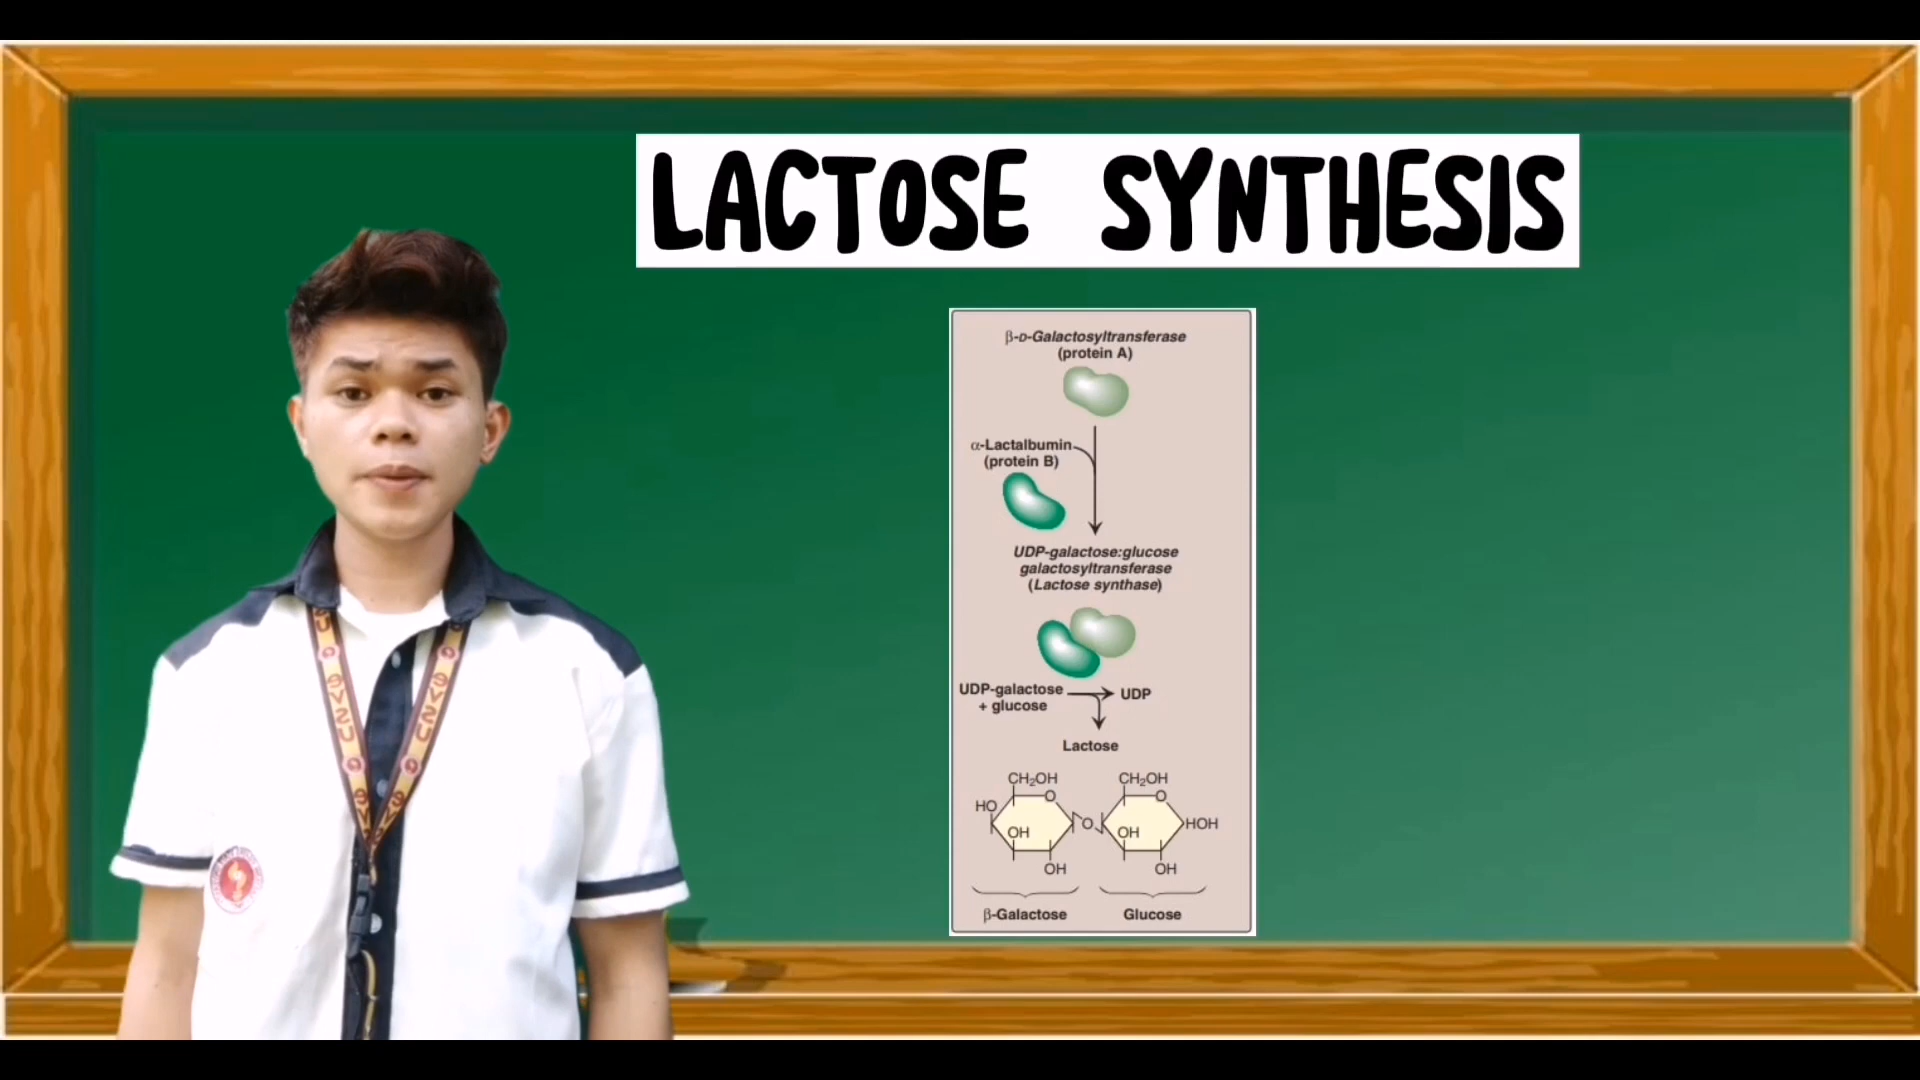 LACTOSE SYNTHESIS
β-D-Galactosyltransferase
(protein A)
α-Lactalbumin
(protein B)
UDP-galactose:glucose
galactosyltransferase
(Lactose synthase)
UDP-galactose
+ glucose
UDP
Lactose
CH₂OH
CH₂OH
O
O
HO
O
HOH
OH
OH
OH
OH
β-Galactose
Glucose